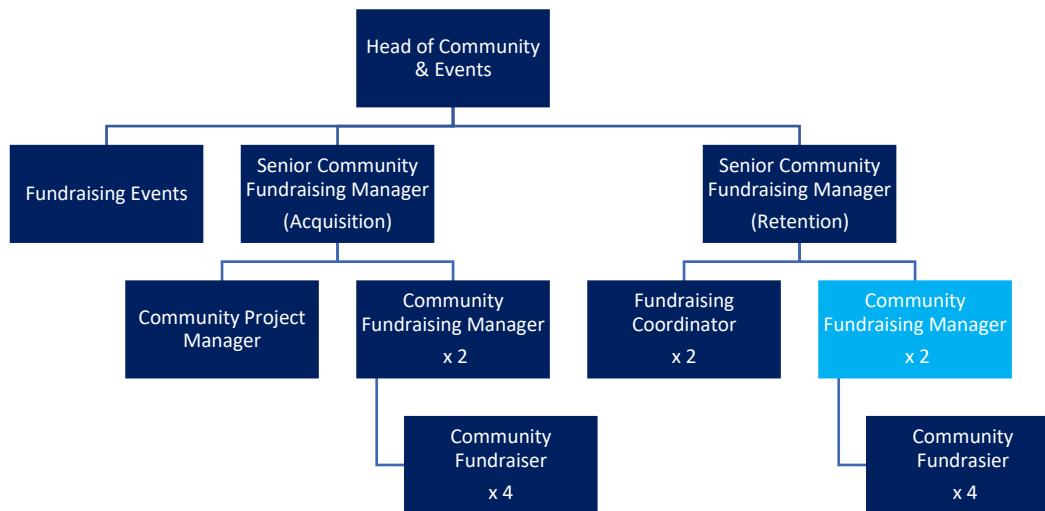 Head of Community
& Events
Fundraising Events
Senior Community
Fundraising Manager
(Acquisition)
Senior Community
Fundraising Manager
(Retention)
Community Project
Manager
Community
Fundraising Manager
x 2
Fundraising
Coordinator
x 2
Community
Fundraising Manager
x 2
Community
Fundraiser
x 4
Community
Fundrasier
x 4